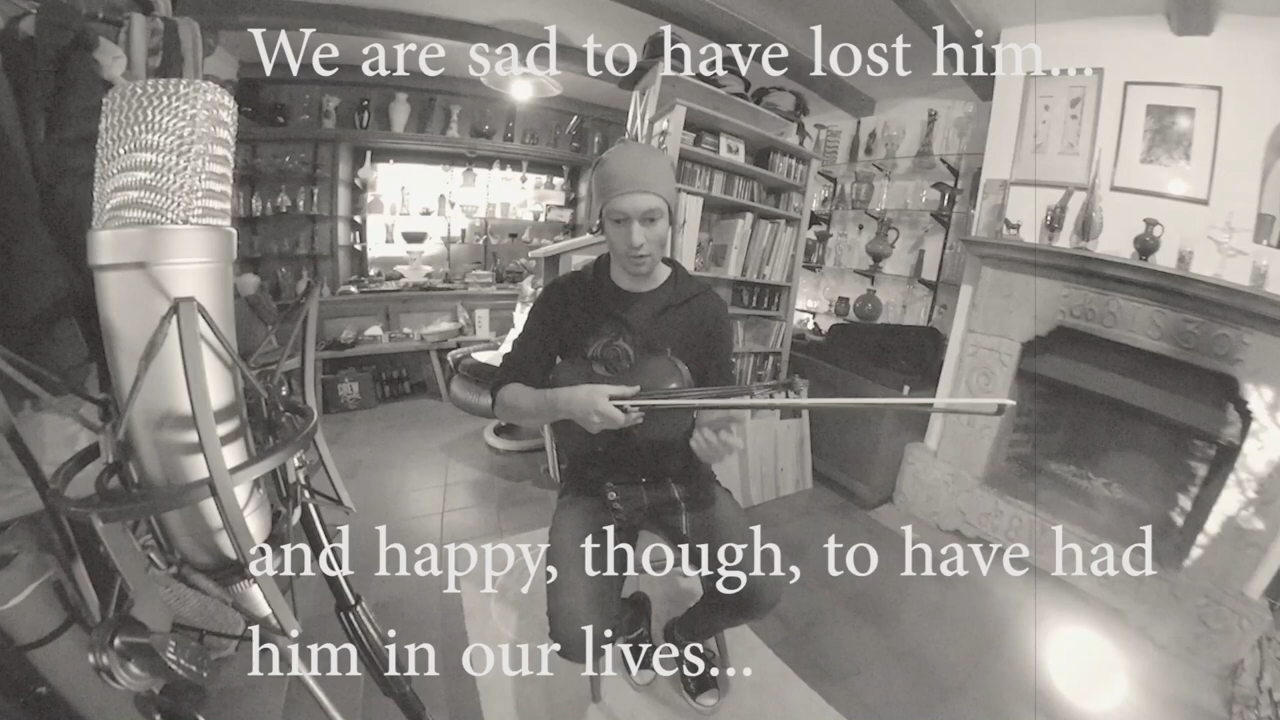 We are sad to have lost him...
and happy, though, to have had
him in our lives...